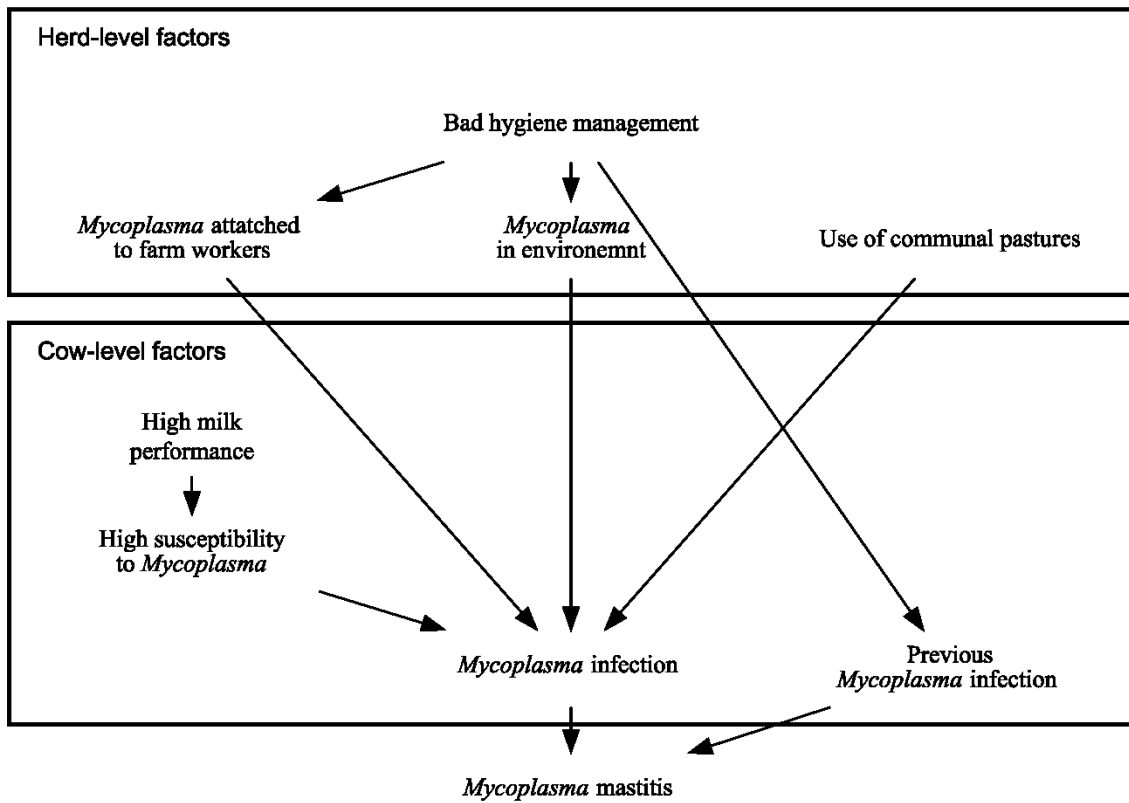 Herd-level factors
Bad hygiene management
Mycoplasma attatched
to farm workers
Mycoplasma
in environemnt
Use of communal pastures
Cow-level factors
High milk
performance
High susceptibility
to Mycoplasma
Mycoplasma infection
Previous
Mycoplasma infection
Mycoplasma mastitis